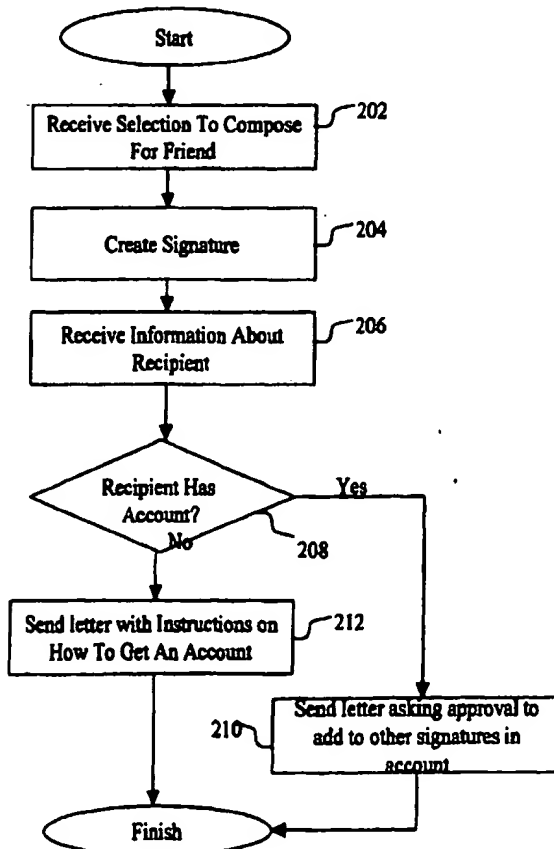 Start
Receive Selection To Compose
For Friend
202
Create Signature
204
Receive Information About
Recipient
206
Recipient Has
Account?
Yes
No
208
Send letter with Instructions on
How To Get An Account
212
Send letter asking approval to
add to other signatures in
account
210
Finish